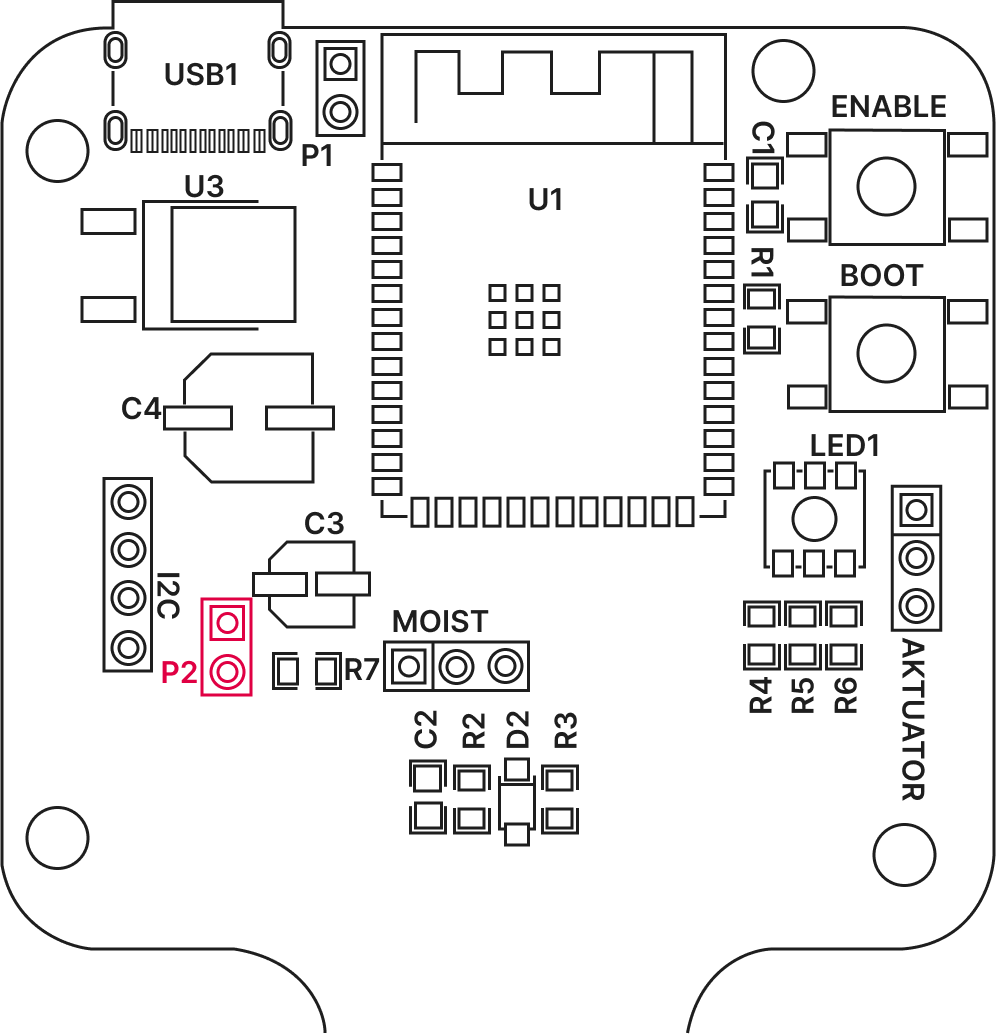 USB1
P1
ENABLE
C1
U3
U1
R1
BOOT
C4
LED1
C3
I2C
MOIST
P2
R7
R4
R5
R6
AKTUATOR
C2
R2
D2
R3